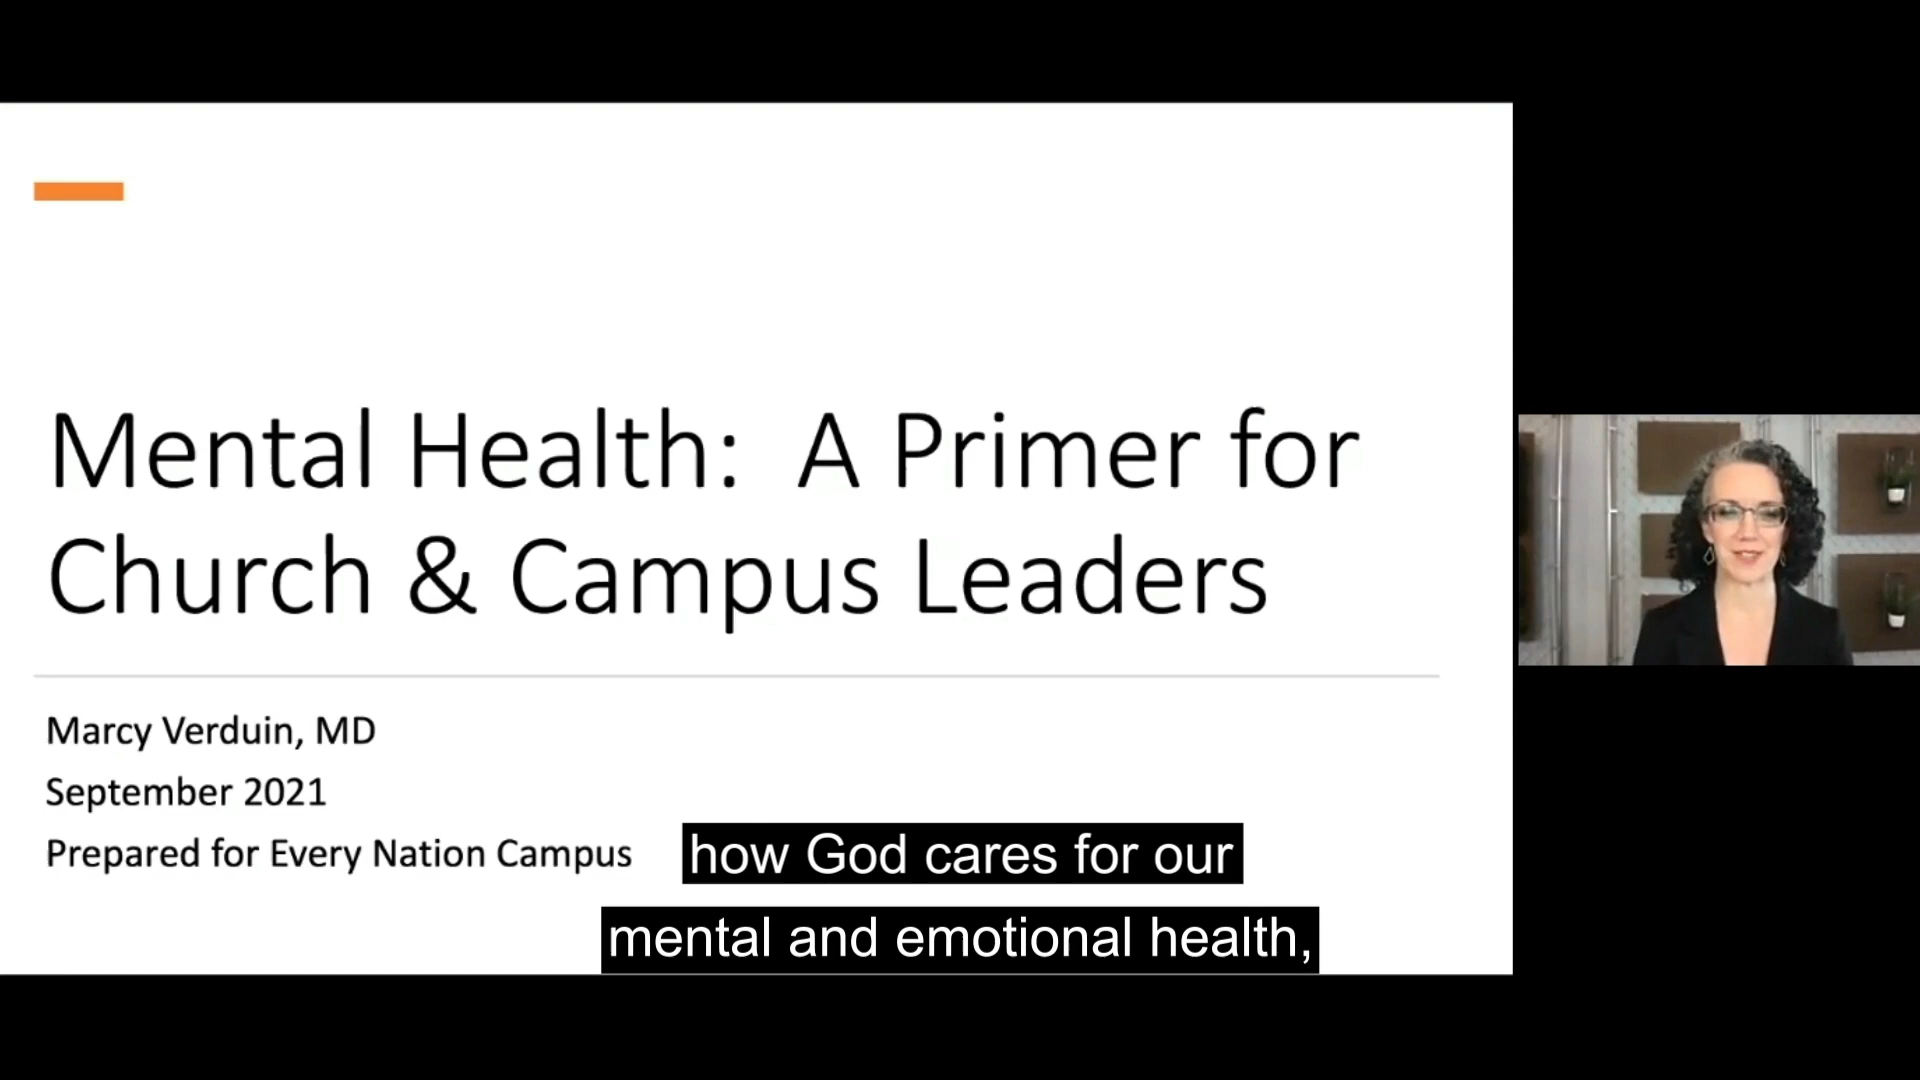 Mental Health: A Primer for
Church & Campus Leaders
Marcy Verduin, MD
September 2021
Prepared for Every Nation Campus
how God cares for our
mental and emotional health,